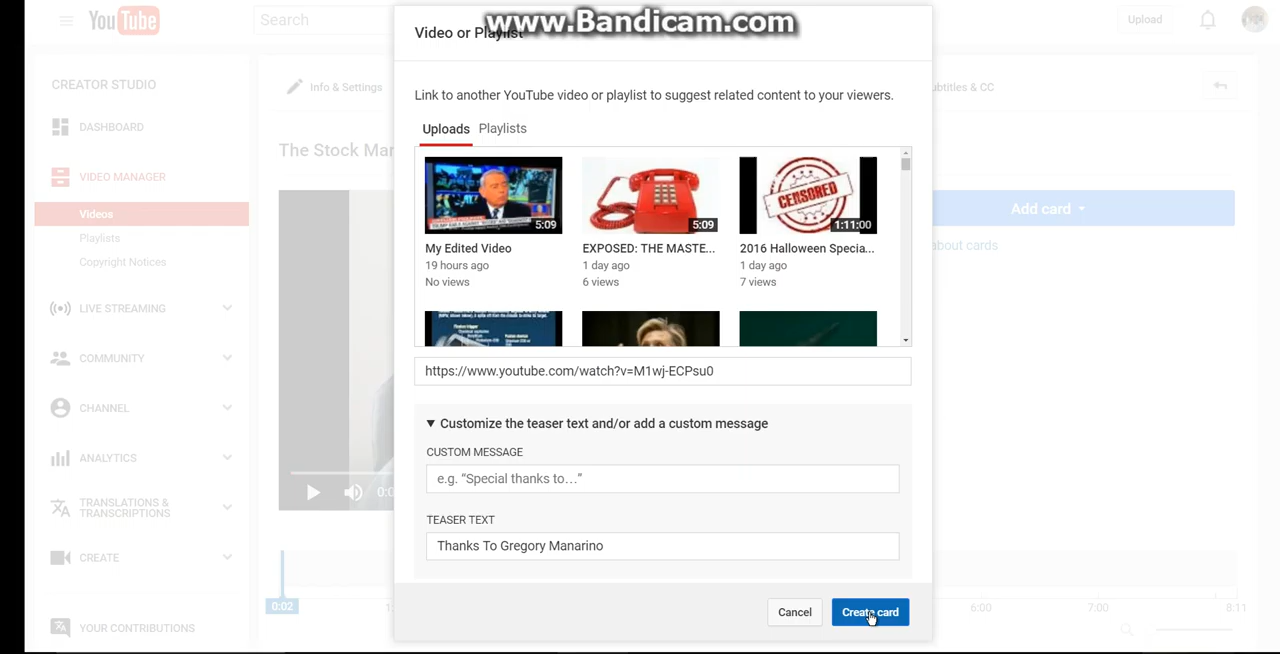 www.Bandicam.com
YouTube
Search
Upload
Video or Playlist
CREATOR STUDIO
DASHBOARD
VIDEO MANAGER
Videos
Playlists
Copyright Notices
LIVE STREAMING
COMMUNITY
CHANNEL
ANALYTICS
TRANSLATIONS &
TRANSCRIPTIONS
CREATE
YOUR CONTRIBUTIONS
Info & Settings
The Stock Mar
Link to another YouTube video or playlist to suggest related content to your viewers.
Uploads Playlists
5:09
5:09
CENSORED
1:11:00
My Edited Video
19 hours ago
No views
EXPOSED: THE MASTE...
1 day ago
6 views
2016 Halloween Specia...
1 day ago
7 views
https://www.youtube.com/watch?v=M1wj-ECPsu0
Customize the teaser text and/or add a custom message
CUSTOM MESSAGE
e.g. “Special thanks to…”
TEASER TEXT
Thanks To Gregory Manarino
Cancel
Create card
ubtitles & CC
Add card
about cards
0:02
6:00
7:00
8:11